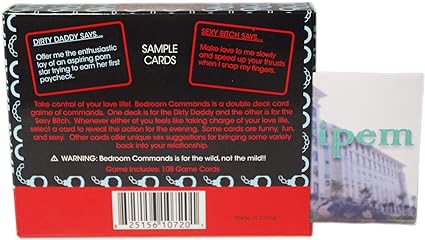 DIRTY DADDY SAYS...
Offer me the enthusiastic
toy of an aspiring porn
star trying to earn her first
paycheck.
SAMPLE
CARDS
SEXY BITCH SAYS...
Make love to me slowly
and speed up your thrusts
when I snap my fingers.
Take control of your love life! Bedroom Commands is a double deck card
game of commands. One deck is for the Dirty Daddy and the other is for the
Sexy Bitch. Whenever either of you feels like taking charge of your love life,
select a card to reveal the action for the evening. Some cards are funny, fun,
and sexy. Other cards offer unique sex suggestions for bringing some variety
back into your relationship.
WARNING: Bedroom Commands is for the wild, not the mild!!
Game Includes: 108 Game Cards
8 25156 10720 1
Made in China
ipem